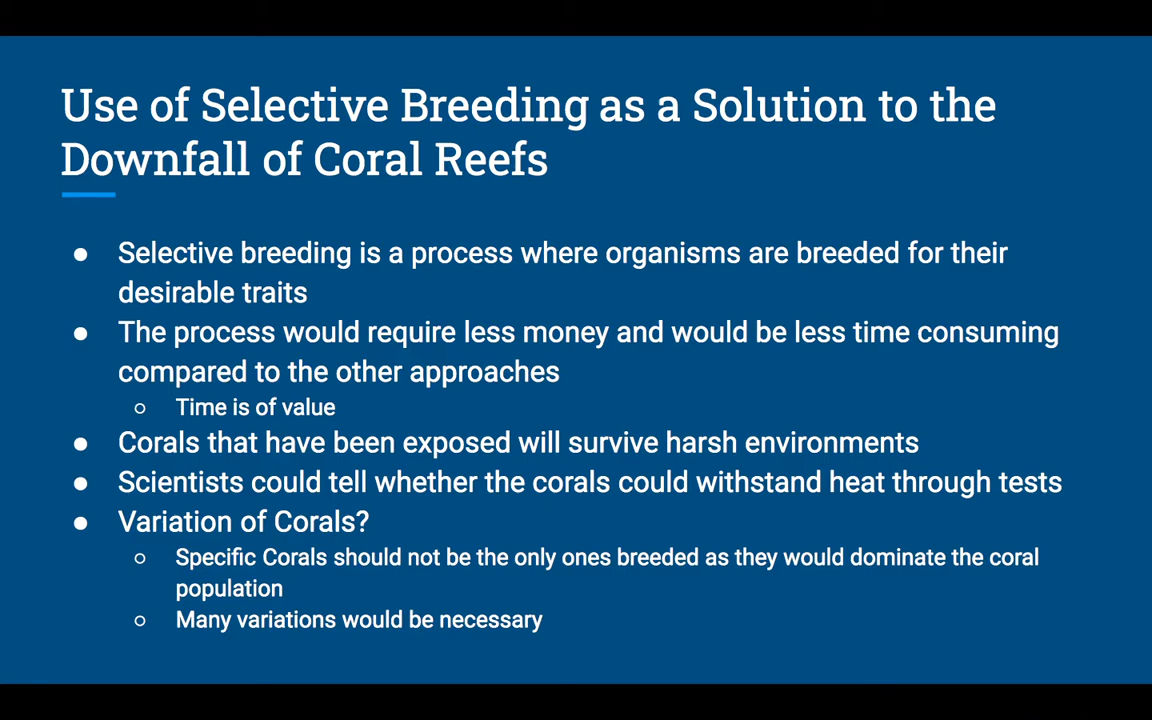 Use of Selective Breeding as a Solution to the
Downfall of Coral Reefs
● Selective breeding is a process where organisms are breeded for their
desirable traits
● The process would require less money and would be less time consuming
compared to the other approaches
○ Time is of value
● Corals that have been exposed will survive harsh environments
● Scientists could tell whether the corals could withstand heat through tests
● Variation of Corals?
○ Specific Corals should not be the only ones breeded as they would dominate the coral
population
○ Many variations would be necessary